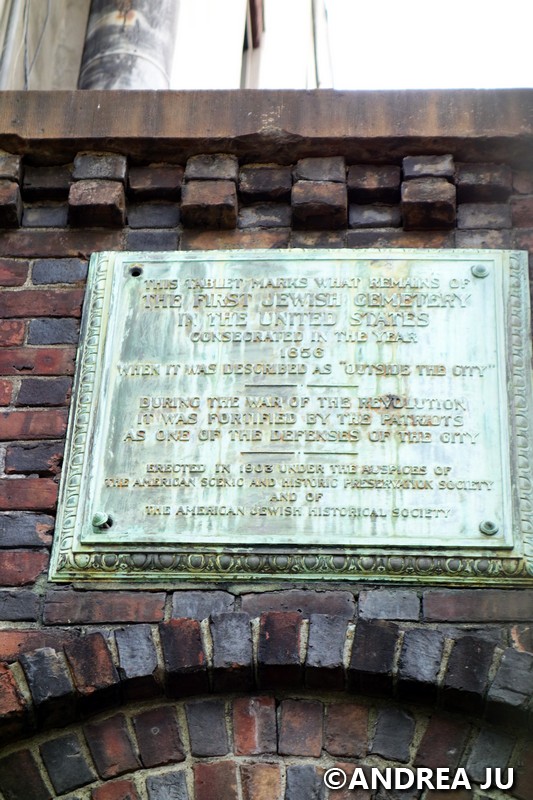 THIS TABLET MARKS WHAT REMAINS OF
THE FIRST JEWISH CEMETERY
IN THE UNITED STATES
CONSECRATED IN THE YEAR
1656
WHEN IT WAS DESCRIBED AS "OUTSIDE THE CITY"
DURING THE WAR OF THE REVOLUTION
IT WAS FORTIFIED BY THE PATRIOTS
AS ONE OF THE DEFENSES OF THE CITY
ERECTED IN 1903 UNDER THE AUSPICES OF
THE AMERICAN SCENIC AND HISTORIC PRESERVATION SOCIETY
AND OF
THE AMERICAN JEWISH HISTORICAL SOCIETY
©ANDREA JU